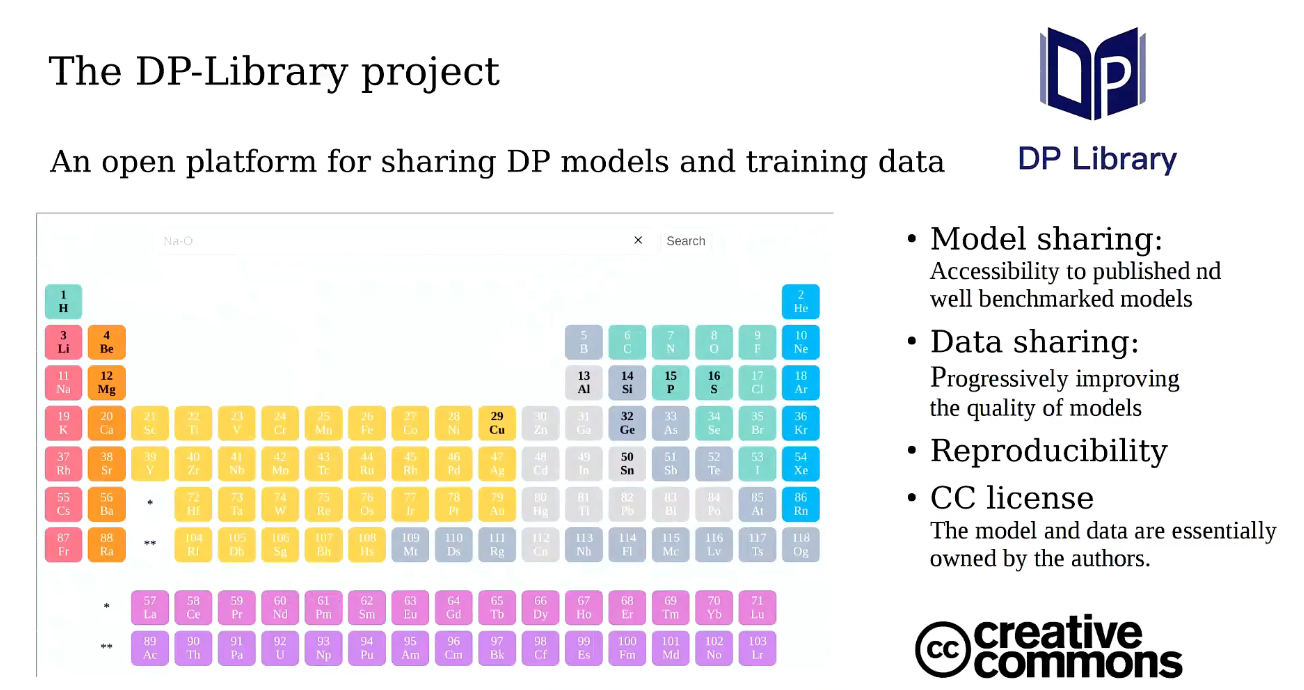 The DP-Library project
DP
DP Library
An open platform for sharing DP models and training data
Na-O × Search
1 2
H He
3 4 5 6 7 8 9 10
Li Be B C N O F Ne
11 12 13 14 15 16 17 18
Na Mg Al Si P S Cl Ar
19 20 21 22 23 24 25 26 27 28 29 30 31 32 33 34 35 36
K Ca Sc Ti V Cr Mn Fe Co Ni Cu Zn Ga Ge As Se Br Kr
37 38 39 40 41 42 43 44 45 46 47 48 49 50 51 52 53 54
Rb Sr Y Zr Nb Mo Tc Ru Rh Pd Ag Cd In Sn Sb Te I Xe
55 56 * 72 73 74 75 76 77 78 79 80 81 82 83 84 85 86
Cs Ba Hf Ta W Re Os Ir Pt Au Hg Tl Pb Bi Po At Rn
87 88 ** 104 105 106 107 108 109 110 111 112 113 114 115 116 117 118
Fr Ra Rf Db Sg Bh Hs Mt Ds Rg Cn Nh Fl Mc Lv Ts Og
* 57 58 59 60 61 62 63 64 65 66 67 68 69 70 71
La Ce Pr Nd Pm Sm Eu Gd Tb Dy Ho Er Tm Yb Lu
** 89 90 91 92 93 94 95 96 97 98 99 100 101 102 103
Ac Th Pa U Np Pu Am Cm Bk Cf Es Fm Md No Lr
• Model sharing:
Accessibility to published nd
well benchmarked models
• Data sharing:
Progressively improving
the quality of models
• Reproducibility
• CC license
The model and data are essentially
owned by the authors.
cc creative
commons